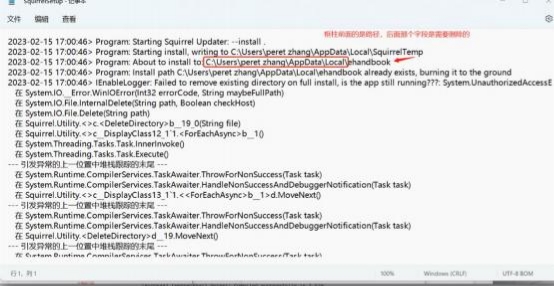 SquirrelSetup - 记事本
文件 编辑 查看
框柱前面的是路径，后面那个字段是需要删除的
2023-02-15 17:00:46> Program: Starting Squirrel Updater: --install .
2023-02-15 17:00:46> Program: Starting install, writing to C:\Users\peret zhang\AppData\Local\SquirrelTemp
2023-02-15 17:00:46> Program: About to install to: C:\Users\peret zhang\AppData\Local\ehandbook
2023-02-15 17:00:46> Program: Install path C:\Users\peret zhang\AppData\Local\ehandbook already exists, burning it to the ground
2023-02-15 17:00:46> IEnableLogger: Failed to remove existing directory on full install, is the app still running???: System.UnauthorizedAccessE
在 System.IO.__Error.WinIOError(Int32 errorCode, String maybeFullPath)
在 System.IO.File.InternalDelete(String path, Boolean checkHost)
在 System.IO.File.Delete(String path)
在 Squirrel.Utility.<>c.<DeleteDirectory>b__19_0(String file)
在 Squirrel.Utility.<>c__DisplayClass12_1`1.<ForEachAsync>b__1()
在 System.Threading.Tasks.Task.InnerInvoke()
在 System.Threading.Tasks.Task.Execute()
--- 引发异常的上一位置中堆栈跟踪的末尾 ---
在 System.Runtime.CompilerServices.TaskAwaiter.ThrowForNonSuccess(Task task)
在 System.Runtime.CompilerServices.TaskAwaiter.HandleNonSuccessAndDebuggerNotification(Task task)
在 Squirrel.Utility.<>c__DisplayClass13_1`1.<<ForEachAsync>b__1>d.MoveNext()
--- 引发异常的上一位置中堆栈跟踪的末尾 ---
在 System.Runtime.CompilerServices.TaskAwaiter.ThrowForNonSuccess(Task task)
在 System.Runtime.CompilerServices.TaskAwaiter.HandleNonSuccessAndDebuggerNotification(Task task)
在 Squirrel.Utility.<DeleteDirectory>d__19.MoveNext()
--- 引发异常的上一位置中堆栈跟踪的末尾 ---
在 System.Runtime.CompilerServices.TaskAwaiter.ThrowForNonSuccess(Task task)
行 1，列 1 100% Windows (CRLF) UTF-8 BOM